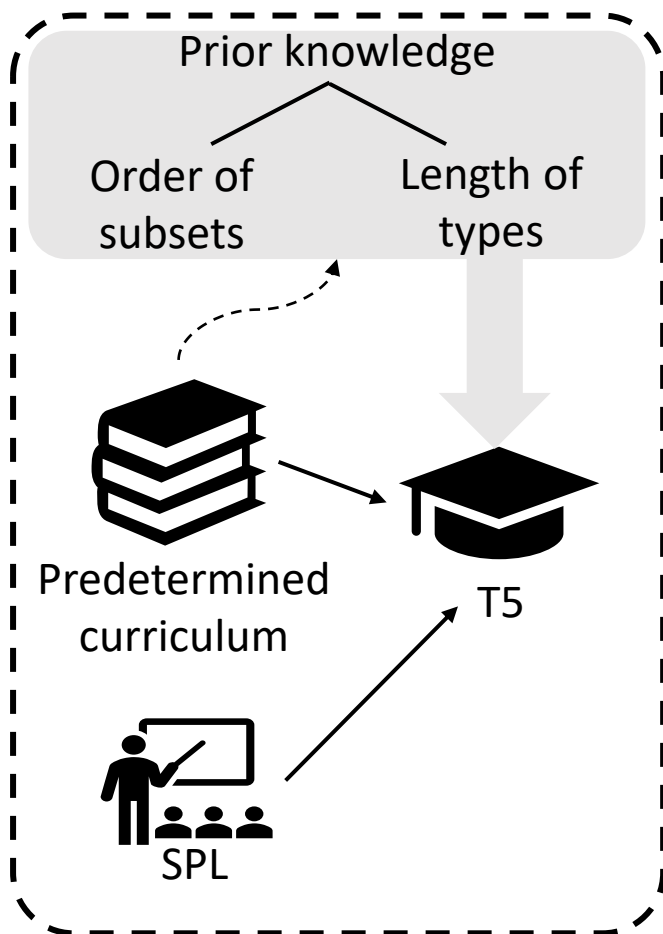 Prior knowledge
Order of
subsets
Length of
types
Predetermined
curriculum
T5
SPL